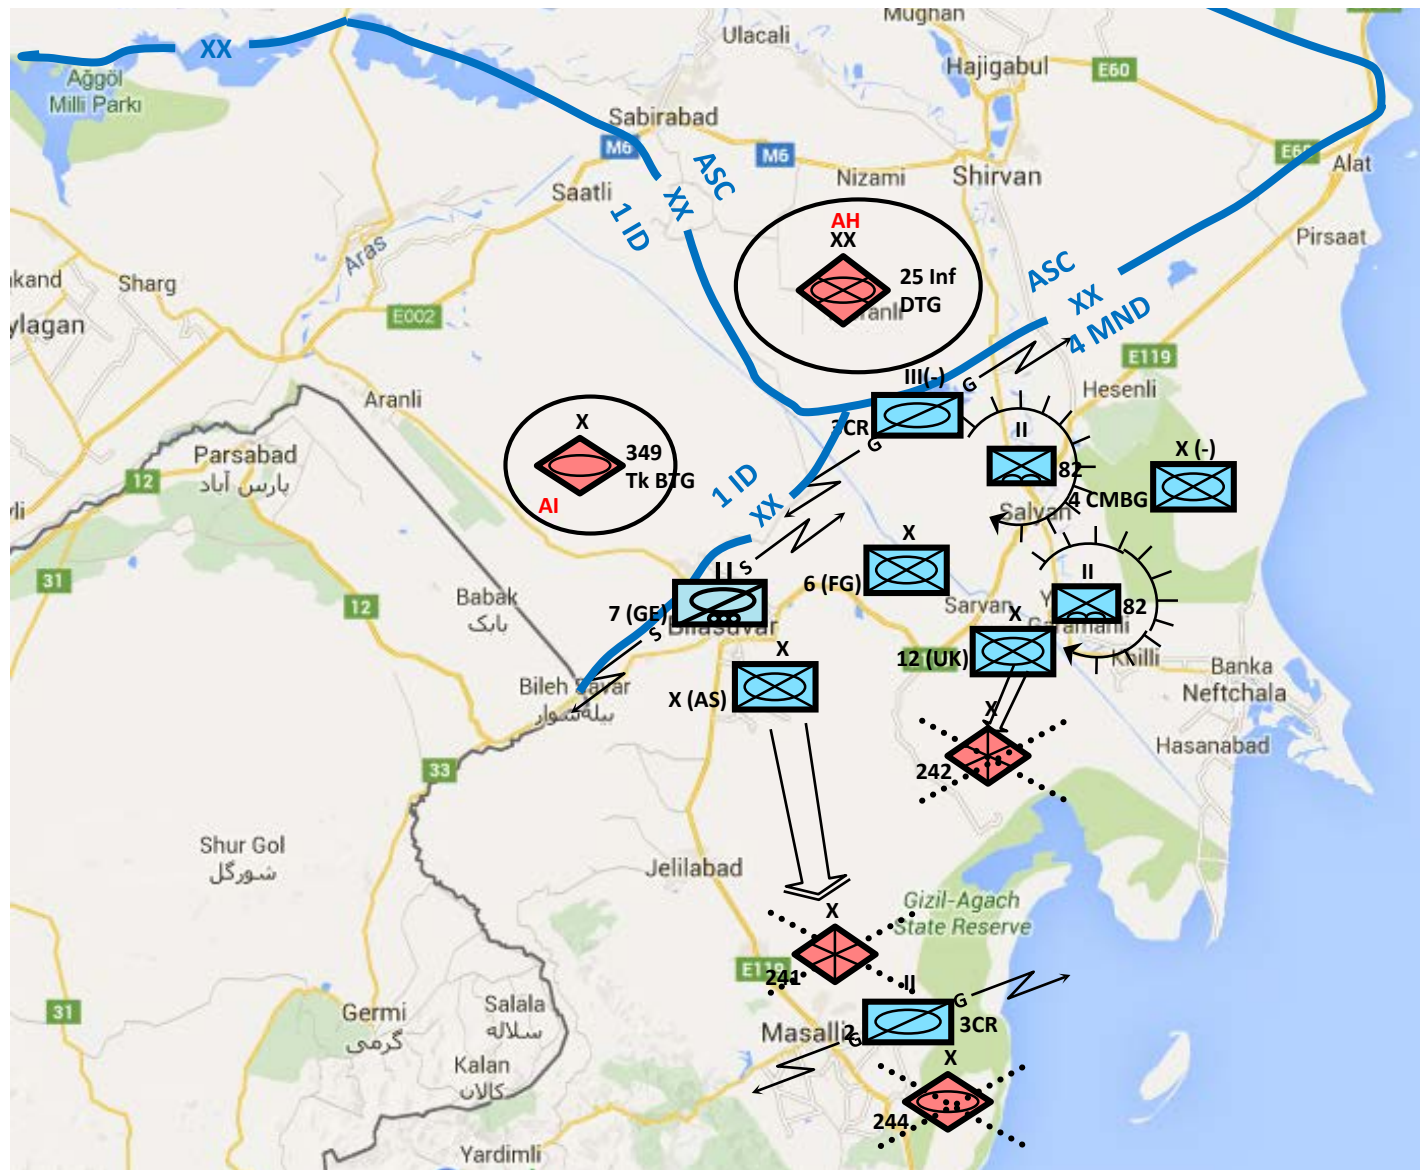 Mughan
Ulacali
XX
Hajigabul
E60
Ağgöl
Milli Parkı
Sabirabad
M6
M6
E60
Alat
ASC
Nizami
Shirvan
Saatli
XX
1 ID
AH
XX
Pirsaat
Aras
25 Inf
DTG
ASC
XX
4 MND
Sharg
E002
E119
III(-)
G
Hesenli
3CR
G
Aranli
X
349
Tk BTG
AI
II
82
X (-)
4 CMBG
Parsabad
پارس آباد
12
1 ID
XX
Salyan
X
6 (FG)
II
82
31
12
Babak
بابک
II
S
7 (GE)
S
Bilasuvar
Sarvan
X
12 (UK)
Khilli
Banka
Neftchala
X
X (AS)
Bileh Savar
بیله‌سوار
X
242
Hasanabad
33
Shur Gol
شورگل
Jelilabad
Gizil-Agach
State Reserve
X
E119
241
II
G
2
3CR
G
Masalli
31
Germi
گرمی
Salala
سلاله
Kalan
کالان
X
244
Yardimli